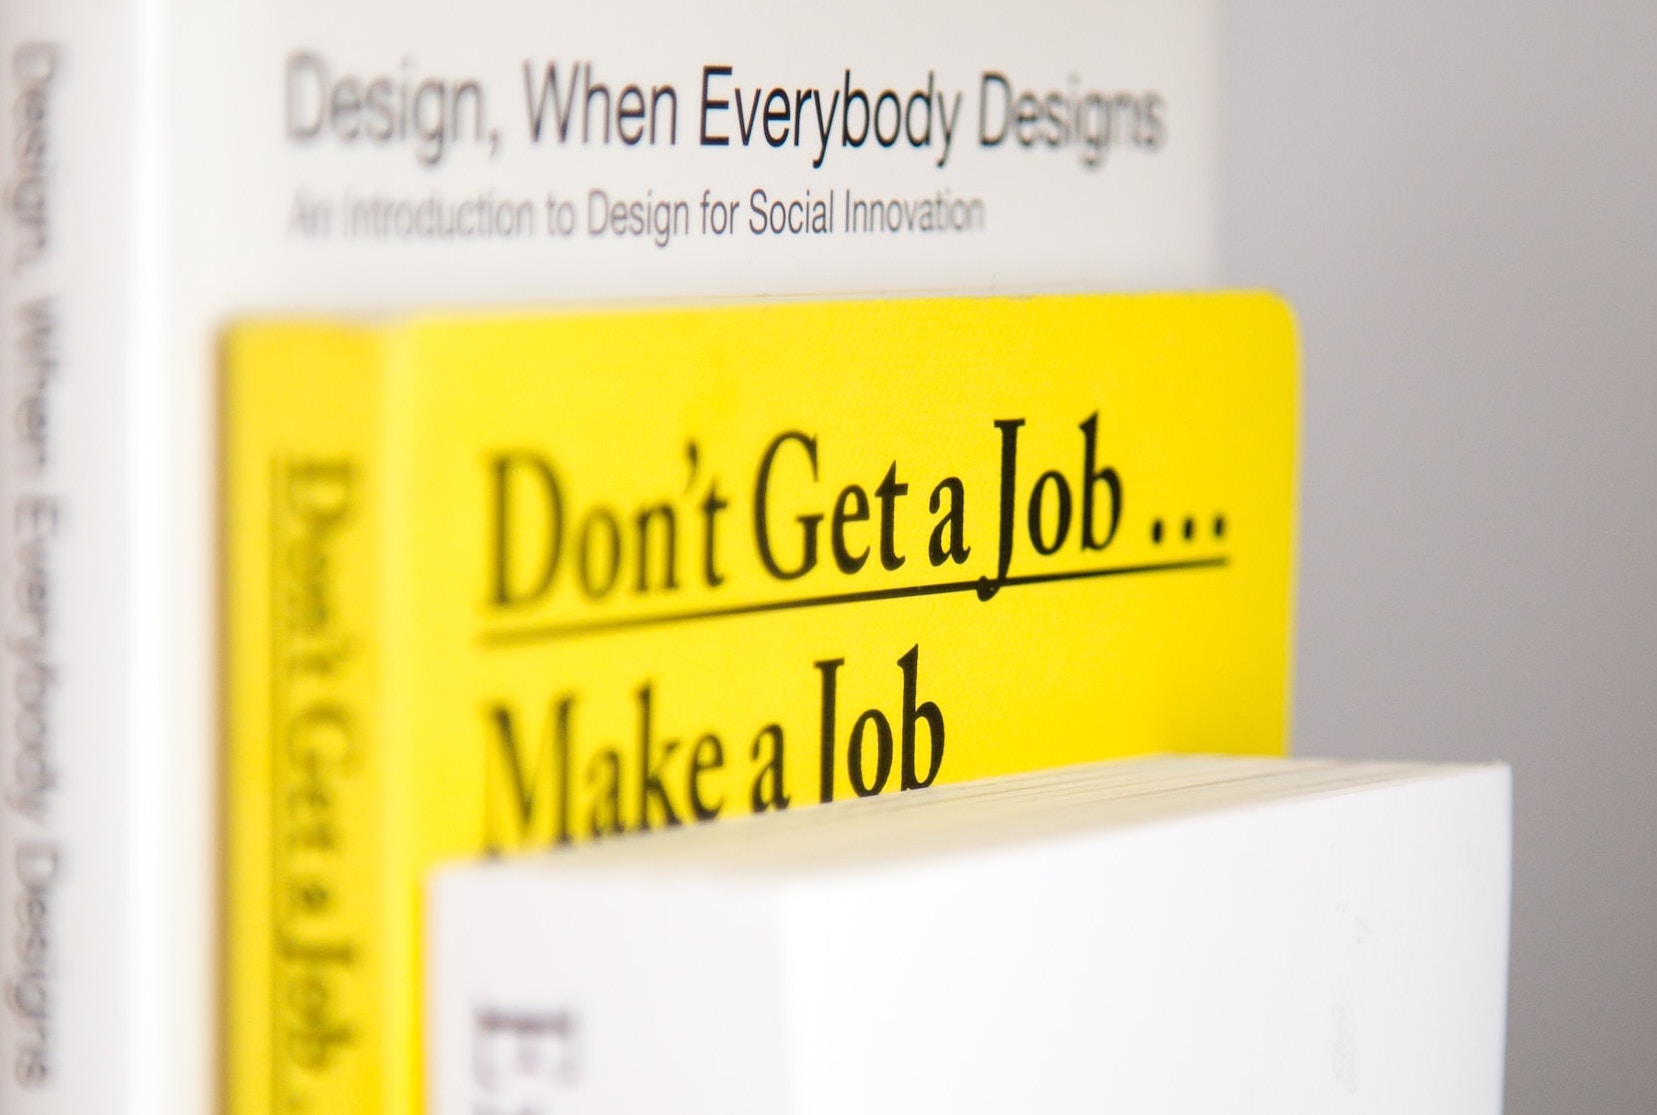 Design, When Everybody Designs
Design, When Everybody Designs
An Introduction to Design for Social Innovation
Don't Get a Job
Don't Get a Job ...
Make a Job